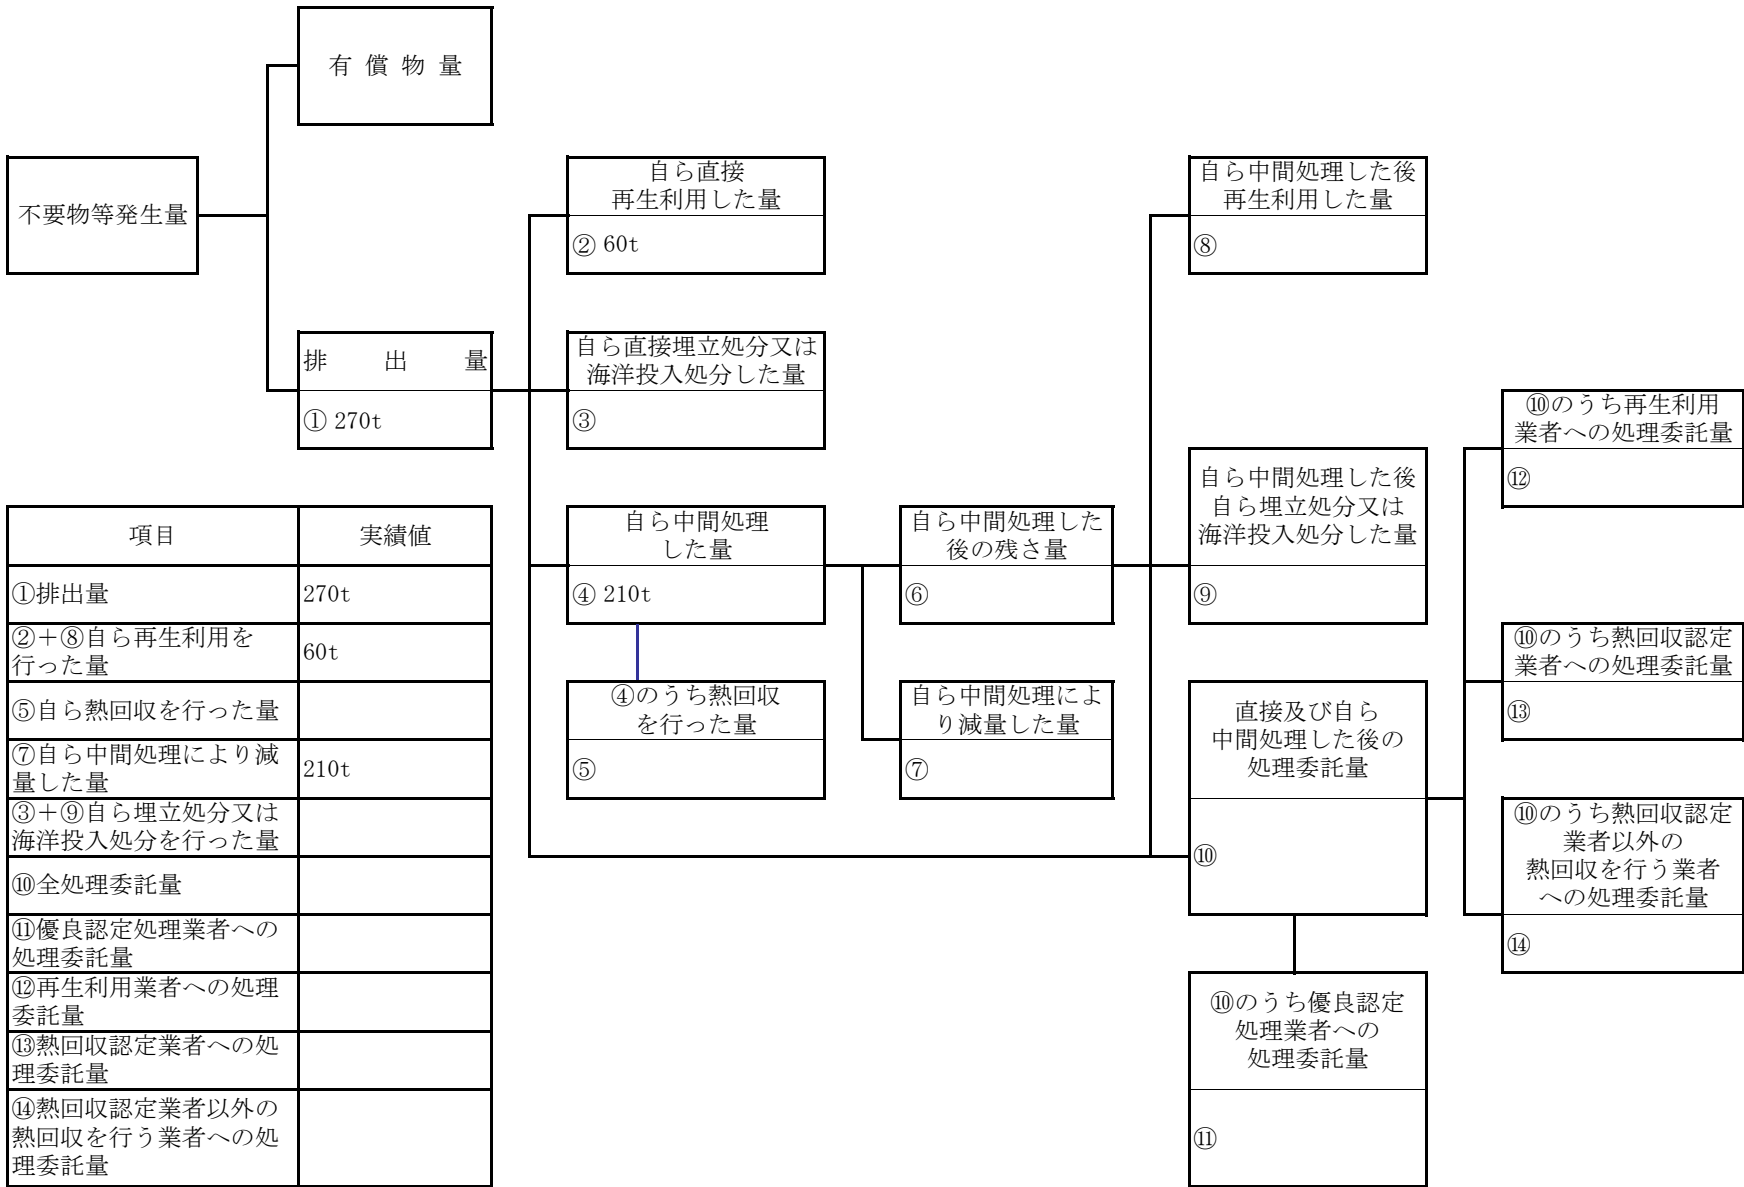 有 償 物 量
不要物等発生量
自ら直接
再生利用した量
② 60t
自ら中間処理した後
再生利用した量
⑧
排 出 量
① 270t
自ら直接埋立処分又は
海洋投入処分した量
③
⑩のうち再生利用
業者への処理委託量
⑫
自ら中間処理した後
自ら埋立処分又は
海洋投入処分した量
⑨
自ら中間処理
した量
④ 210t
自ら中間処理した
後の残さ量
⑥
⑩のうち熱回収認定
業者への処理委託量
⑬
④のうち熱回収
を行った量
⑤
自ら中間処理によ
り減量した量
⑦
直接及び自ら
中間処理した後の
処理委託量
⑩
⑩のうち熱回収認定
業者以外の
熱回収を行う業者
への処理委託量
⑭
⑩のうち優良認定
処理業者への
処理委託量
⑪
項目 実績値
①排出量 270t
②＋⑧自ら再生利用を
行った量 60t
⑤自ら熱回収を行った量
⑦自ら中間処理により減
量した量 210t
③＋⑨自ら埋立処分又は
海洋投入処分を行った量
⑩全処理委託量
⑪優良認定処理業者への
処理委託量
⑫再生利用業者への処理
委託量
⑬熱回収認定業者への処
理委託量
⑭熱回収認定業者以外の
熱回収を行う業者への処
理委託量